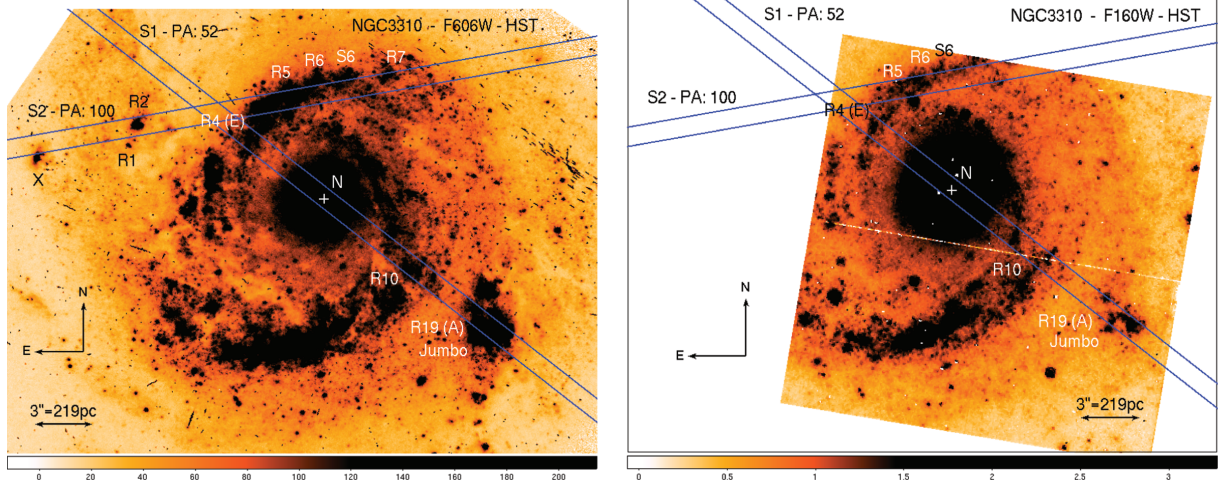 S1 - PA: 52
NGC3310 - F606W - HST
R5
R6
S6
R7
S2 - PA: 100
R2
R4 (E)
R1
X
N
R10
N
E
R19 (A)
Jumbo
3"=219pc
0 20 40 60 80 100 120 140 160 180 200
S1 - PA: 52
NGC3310 - F160W - HST
R5
R6
S6
S2 - PA: 100
R4 (E)
N
R10
N
E
R19 (A)
Jumbo
3"=219pc
0 0.5 1 1.5 2 2.5 3